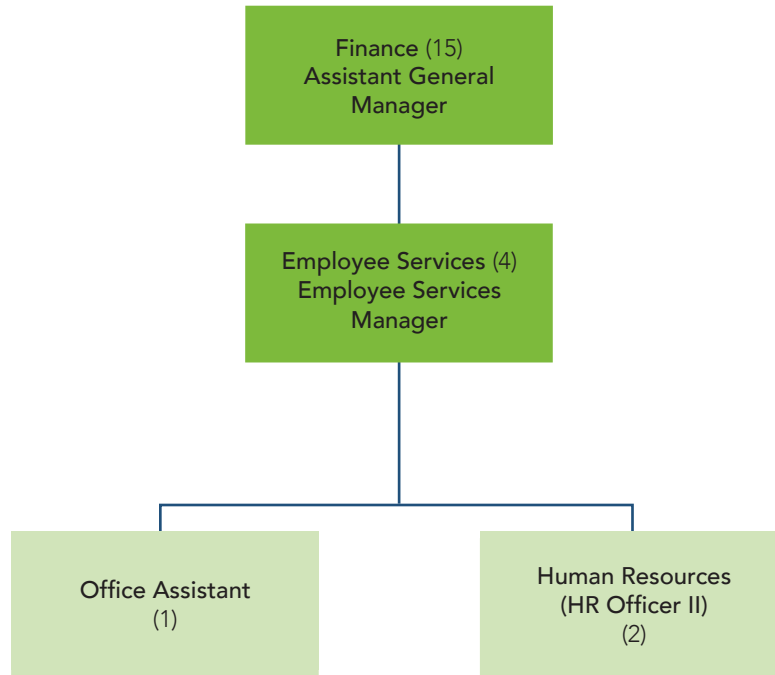 Finance (15)
Assistant General
Manager
Employee Services (4)
Employee Services
Manager
Office Assistant
(1)
Human Resources
(HR Officer II)
(2)